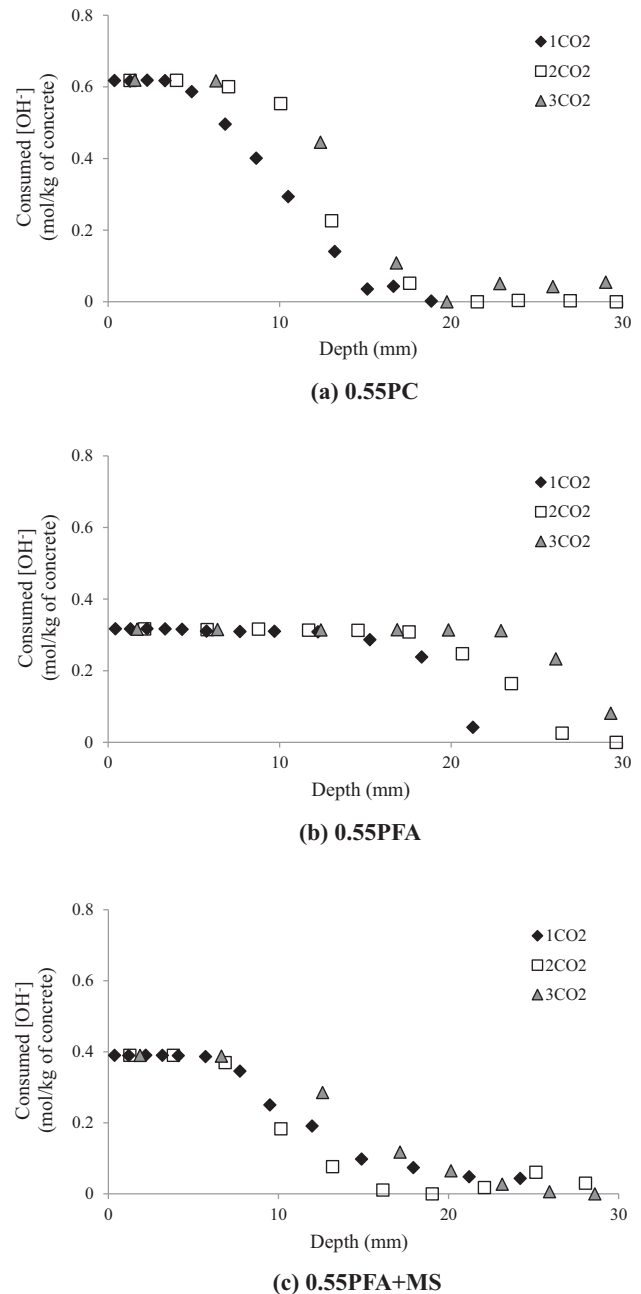 Consumed [OH-]
(mol/kg of concrete)
0.8
0.6
0.4
0.2
0
0 10 20 30
Depth (mm)
1CO2
2CO2
3CO2
(a) 0.55PC
Consumed [OH-]
(mol/kg of concrete)
0.8
0.6
0.4
0.2
0
0 10 20 30
Depth (mm)
1CO2
2CO2
3CO2
(b) 0.55PFA
Consumed [OH-]
(mol/kg of concrete)
0.8
0.6
0.4
0.2
0
0 10 20 30
Depth (mm)
1CO2
2CO2
3CO2
(c) 0.55PFA+MS